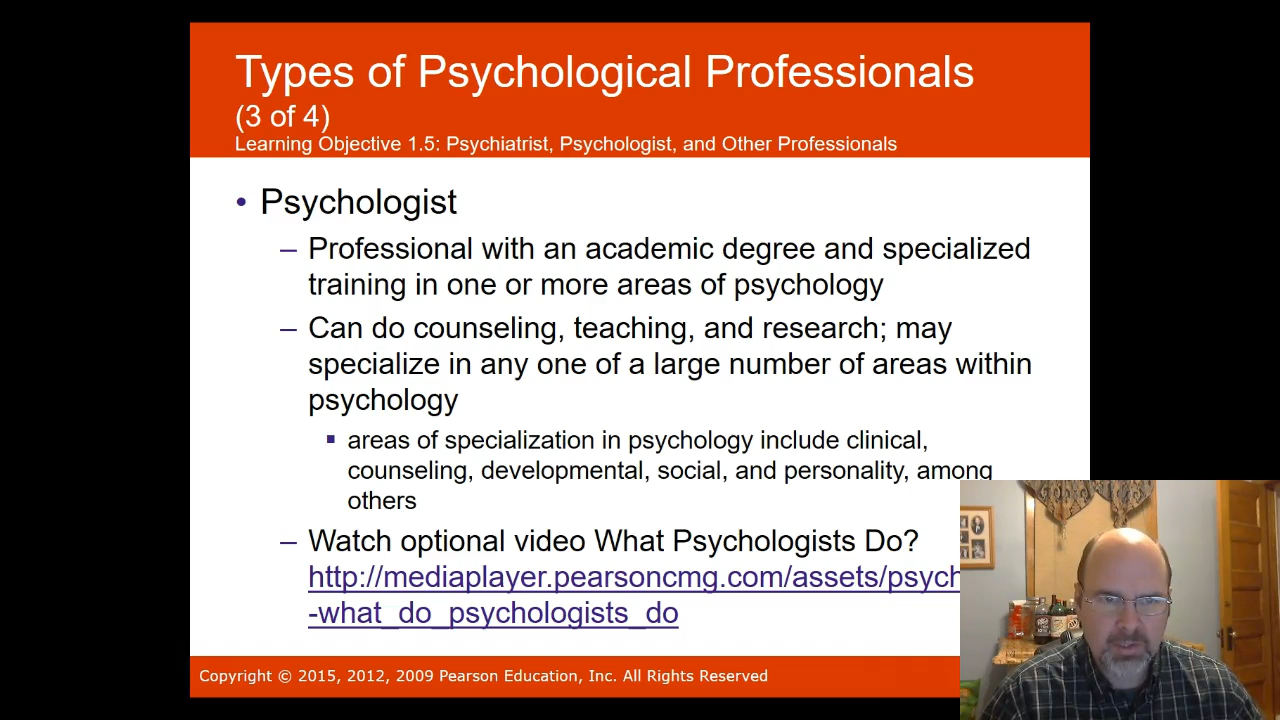 Types of Psychological Professionals
(3 of 4)
Learning Objective 1.5: Psychiatrist, Psychologist, and Other Professionals
• Psychologist
– Professional with an academic degree and specialized
training in one or more areas of psychology
– Can do counseling, teaching, and research; may
specialize in any one of a large number of areas within
psychology
▪ areas of specialization in psychology include clinical,
counseling, developmental, social, and personality, among
others
– Watch optional video What Psychologists Do?
http://mediaplayer.pearsoncmg.com/assets/psych
-what_do_psychologists_do
Copyright © 2015, 2012, 2009 Pearson Education, Inc. All Rights Reserved